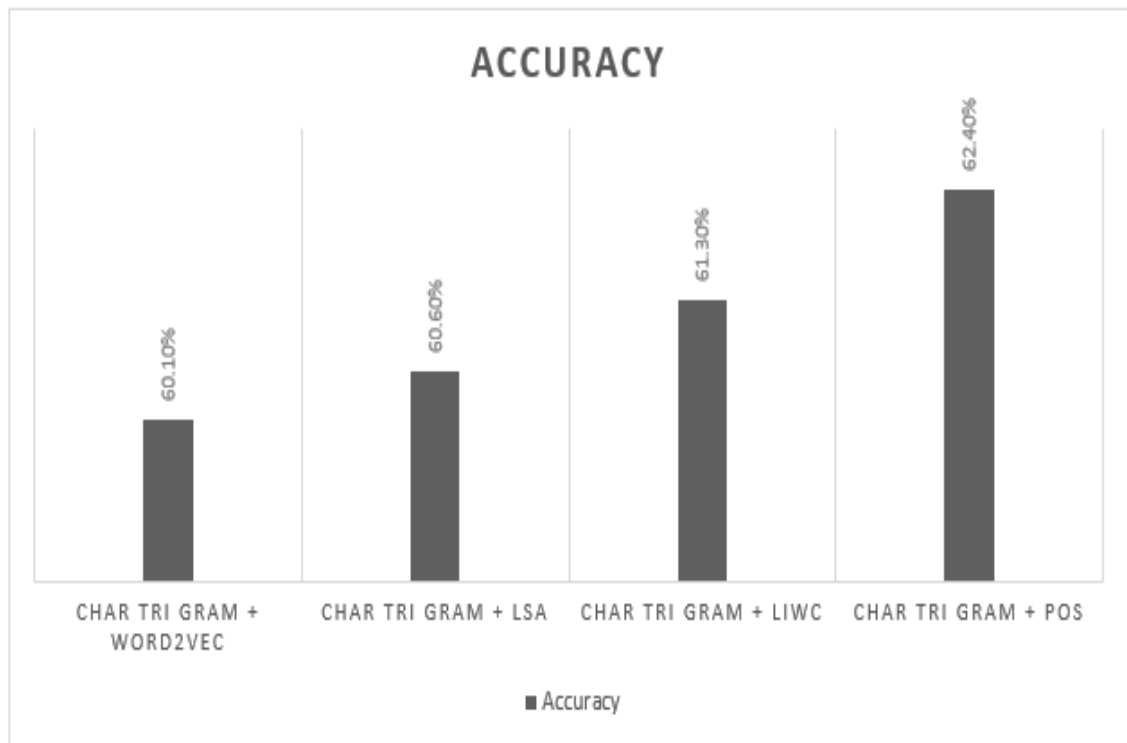 ACCURACY
60.10%
60.60%
61.30%
62.40%
CHAR TRI GRAM +
WORD2VEC
CHAR TRI GRAM + LSA
CHAR TRI GRAM + LIWC
CHAR TRI GRAM + POS
Accuracy